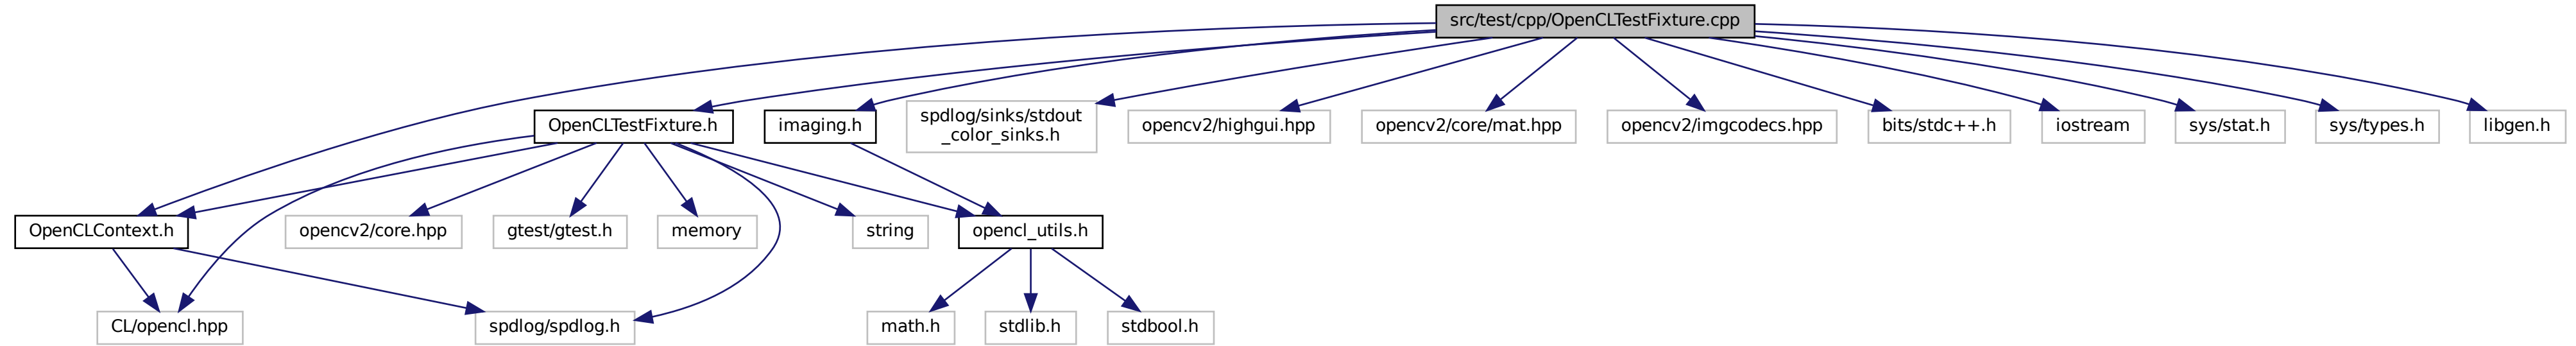 src/test/cpp/OpenCLTestFixture.cpp
OpenCLTestFixture.h
imaging.h
spdlog/sinks/stdout
_color_sinks.h
opencv2/highgui.hpp
opencv2/core/mat.hpp
opencv2/imgcodecs.hpp
bits/stdc++.h
iostream
sys/stat.h
sys/types.h
libgen.h
OpenCLContext.h
opencv2/core.hpp
gtest/gtest.h
memory
string
opencl_utils.h
CL/opencl.hpp
spdlog/spdlog.h
math.h
stdlib.h
stdbool.h